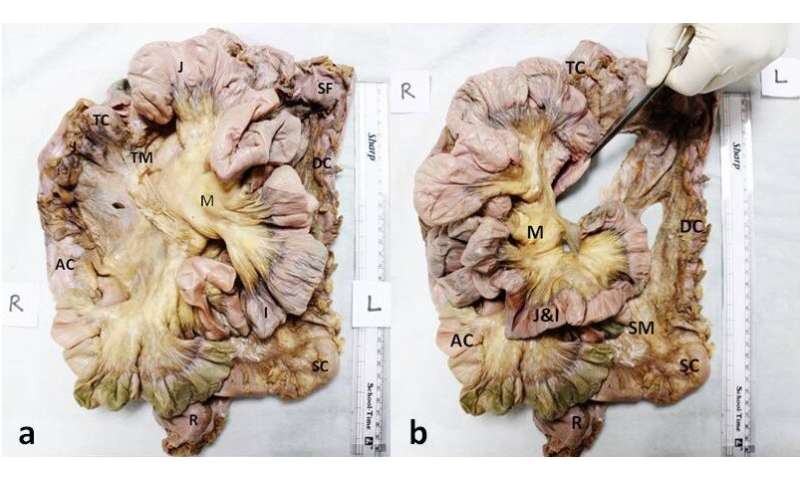 J
SF
TC
TM
DC
M
AC
R
L
I
SC
R
a
Sharp
School-Time
A
R
TC
L
M
DC
J&I
AC
SM
SC
R
b
Sharp
School-Time
A